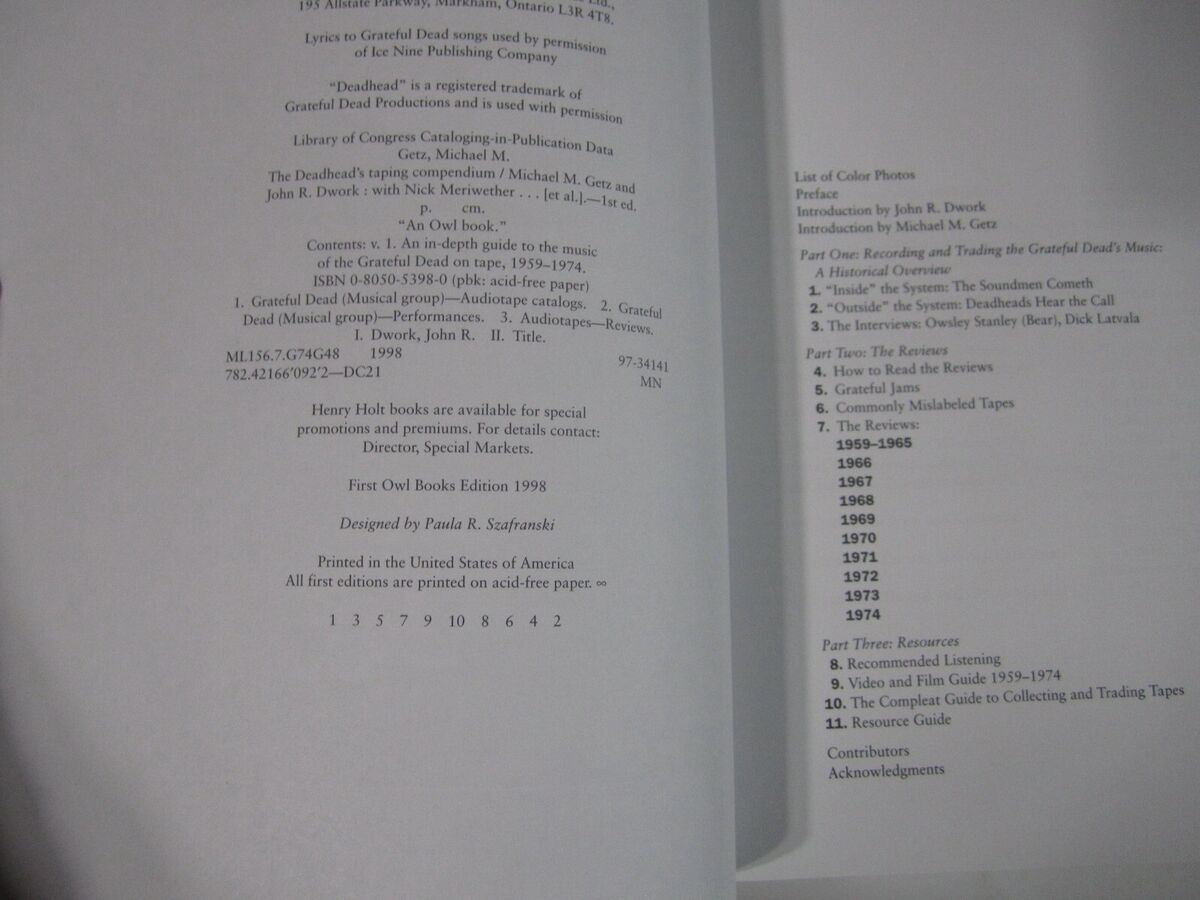 Ltd.,
195 Allstate Parkway, Markham, Ontario L3R 4T8.
Lyrics to Grateful Dead songs used by permission
of Ice Nine Publishing Company
“Deadhead” is a registered trademark of
Grateful Dead Productions and is used with permission
Library of Congress Cataloging-in-Publication Data
Getz, Michael M.
The Deadhead's taping compendium / Michael M. Getz and
John R. Dwork : with Nick Meriwether . . . [et al.].—1st ed.
p. cm.
“An Owl book.”
Contents: v. 1. An in-depth guide to the music
of the Grateful Dead on tape, 1959–1974.
ISBN 0-8050-5398-0 (pbk: acid-free paper)
1. Grateful Dead (Musical group)—Audiotape catalogs. 2. Grateful
Dead (Musical group)—Performances. 3. Audiotapes—Reviews.
I. Dwork, John R. II. Title.
ML156.7.G74G48 1998
97-34141
782.42166′092′2—DC21
MN
Henry Holt books are available for special
promotions and premiums. For details contact:
Director, Special Markets.
First Owl Books Edition 1998
Designed by Paula R. Szafranski
Printed in the United States of America
All first editions are printed on acid-free paper. ∞
1 3 5 7 9 10 8 6 4 2
List of Color Photos
Preface
Introduction by John R. Dwork
Introduction by Michael M. Getz
Part One: Recording and Trading the Grateful Dead's Music:
A Historical Overview
1. “Inside” the System: The Soundmen Cometh
2. “Outside” the System: Deadheads Hear the Call
3. The Interviews: Owsley Stanley (Bear), Dick Latvala
Part Two: The Reviews
4. How to Read the Reviews
5. Grateful Jams
6. Commonly Mislabeled Tapes
7. The Reviews:
1959–1965
1966
1967
1968
1969
1970
1971
1972
1973
1974
Part Three: Resources
8. Recommended Listening
9. Video and Film Guide 1959–1974
10. The Compleat Guide to Collecting and Trading Tapes
11. Resource Guide
Contributors
Acknowledgments